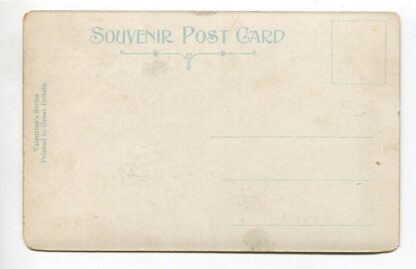 SOUVENIR POST CARD
Valentine's Series
Printed in Great Britain